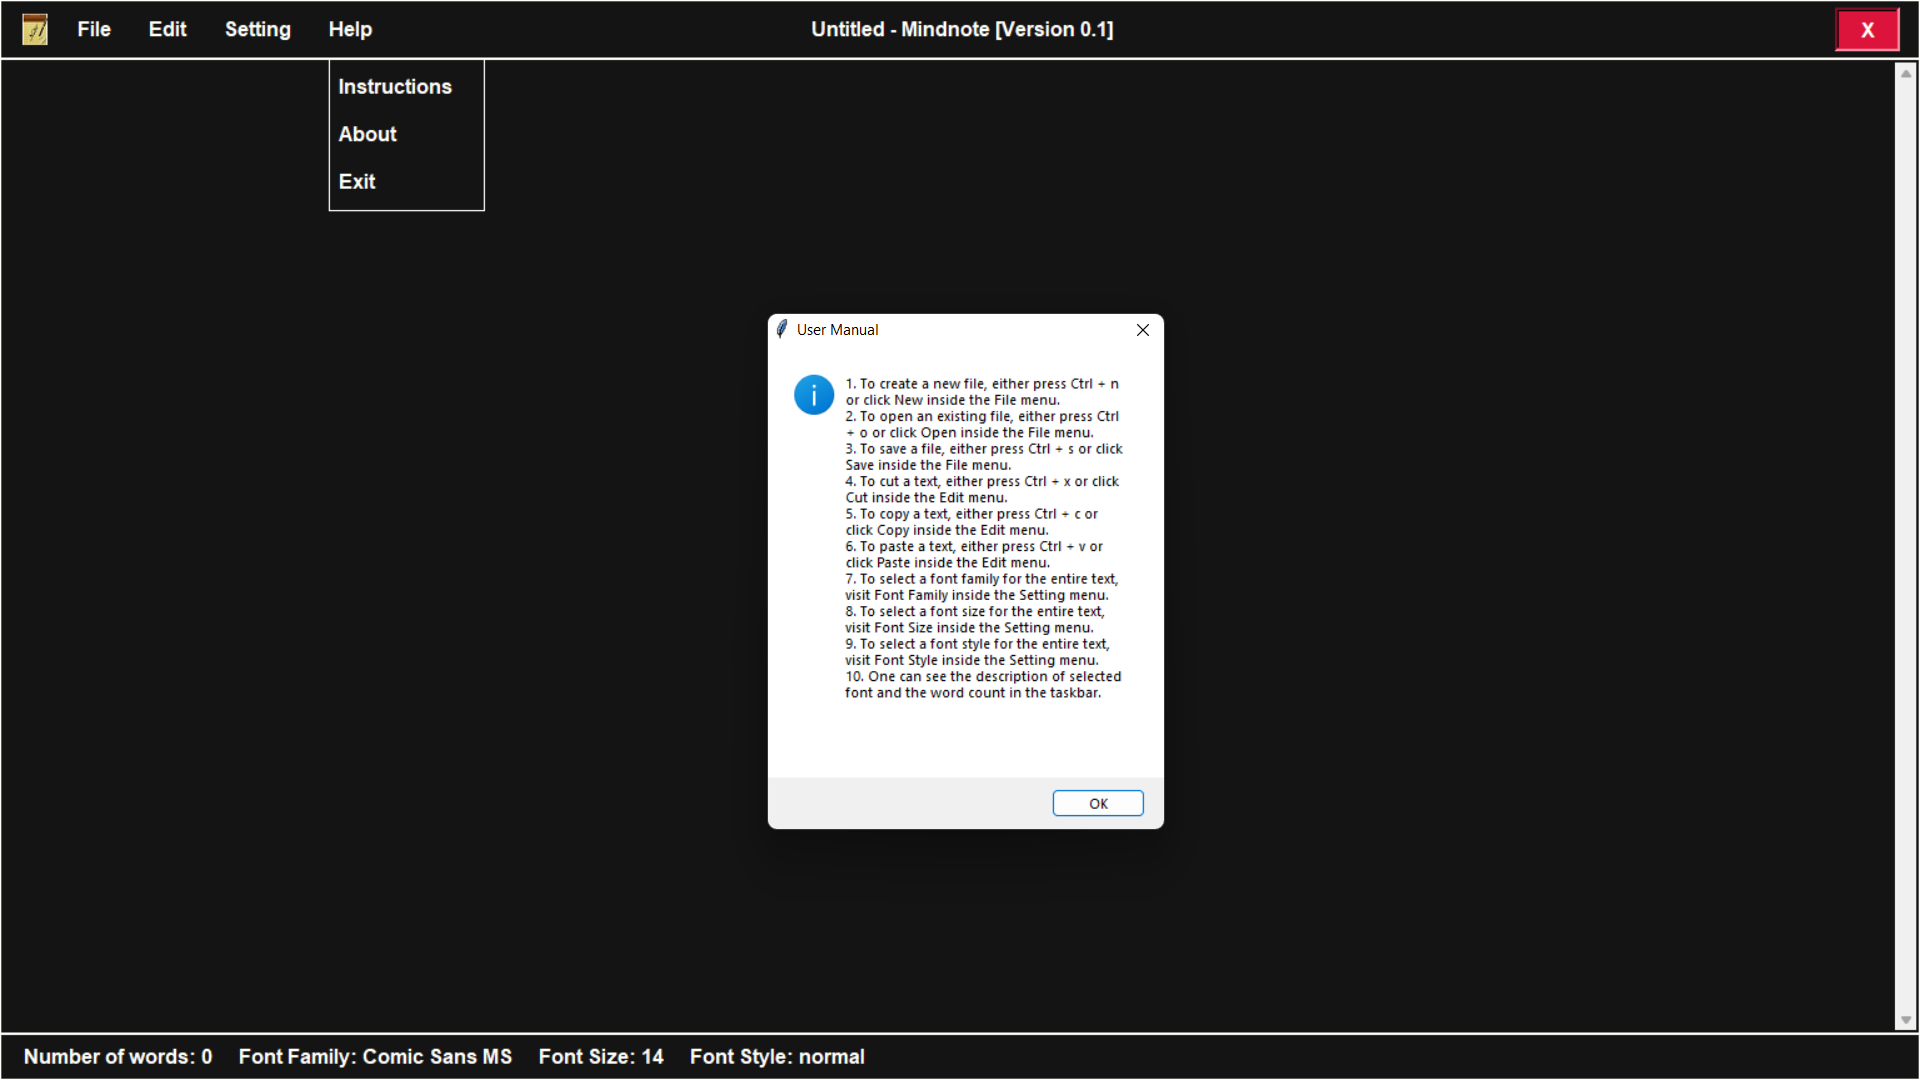 File Edit Setting Help Untitled - Mindnote [Version 0.1] X
Instructions
About
Exit
User Manual
1. To create a new file, either press Ctrl + n
or click New inside the File menu.
2. To open an existing file, either press Ctrl
+ o or click Open inside the File menu.
3. To save a file, either press Ctrl + s or click
Save inside the File menu.
4. To cut a text, either press Ctrl + x or click
Cut inside the Edit menu.
5. To copy a text, either press Ctrl + c or
click Copy inside the Edit menu.
6. To paste a text, either press Ctrl + v or
click Paste inside the Edit menu.
7. To select a font family for the entire text,
visit Font Family inside the Setting menu.
8. To select a font size for the entire text,
visit Font Size inside the Setting menu.
9. To select a font style for the entire text,
visit Font Style inside the Setting menu.
10. One can see the description of selected
font and the word count in the taskbar.
OK
Number of words: 0 Font Family: Comic Sans MS Font Size: 14 Font Style: normal